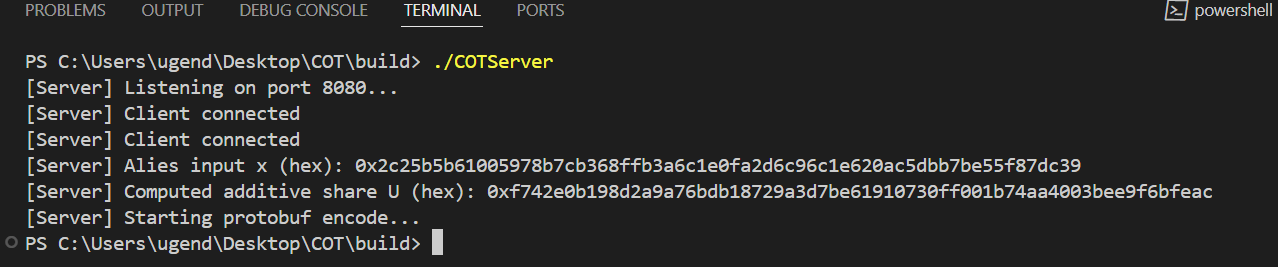 PROBLEMS OUTPUT DEBUG CONSOLE TERMINAL PORTS powershell
PS C:\Users\ugend\Desktop\COT\build> ./COTServer
[Server] Listening on port 8080...
[Server] Client connected
[Server] Client connected
[Server] Alies input x (hex): 0x2c25b5b61005978b7cb368ffb3a6c1e0fa2d6c96c1e620ac5dbb7be55f87dc39
[Server] Computed additive share U (hex): 0xf742e0b198d2a9a76bdb18729a3d7be61910730ff001b74aa4003bee9f6bfeac
[Server] Starting protobuf encode...
PS C:\Users\ugend\Desktop\COT\build>